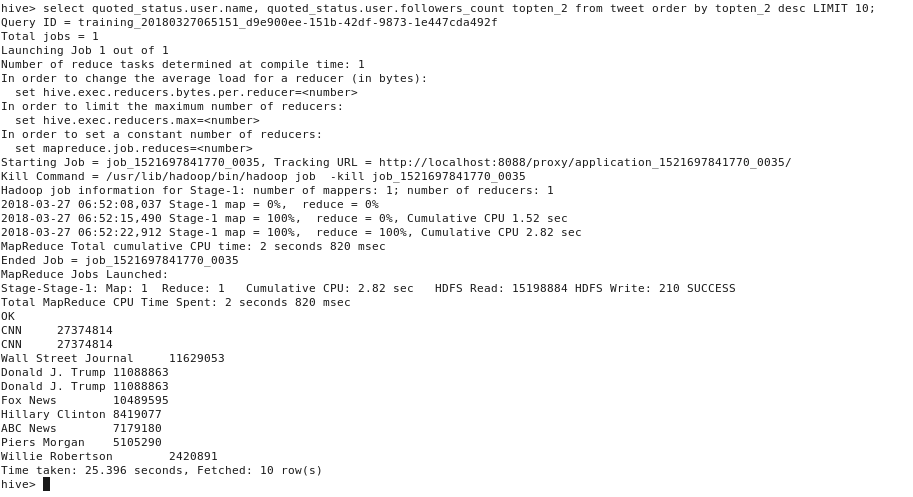 hive> select quoted_status.user.name, quoted_status.user.followers_count topten_2 from tweet order by topten_2 desc LIMIT 10;
Query ID = training_20180327065151_d9e900ee-151b-42df-9873-1e447cda492f
Total jobs = 1
Launching Job 1 out of 1
Number of reduce tasks determined at compile time: 1
In order to change the average load for a reducer (in bytes):
  set hive.exec.reducers.bytes.per.reducer=<number>
In order to limit the maximum number of reducers:
  set hive.exec.reducers.max=<number>
In order to set a constant number of reducers:
  set mapreduce.job.reduces=<number>
Starting Job = job_1521697841770_0035, Tracking URL = http://localhost:8088/proxy/application_1521697841770_0035/
Kill Command = /usr/lib/hadoop/bin/hadoop job  -kill job_1521697841770_0035
Hadoop job information for Stage-1: number of mappers: 1; number of reducers: 1
2018-03-27 06:52:08,037 Stage-1 map = 0%,  reduce = 0%
2018-03-27 06:52:15,490 Stage-1 map = 100%,  reduce = 0%, Cumulative CPU 1.52 sec
2018-03-27 06:52:22,912 Stage-1 map = 100%,  reduce = 100%, Cumulative CPU 2.82 sec
MapReduce Total cumulative CPU time: 2 seconds 820 msec
Ended Job = job_1521697841770_0035
MapReduce Jobs Launched:
Stage-Stage-1: Map: 1  Reduce: 1   Cumulative CPU: 2.82 sec   HDFS Read: 15198884 HDFS Write: 210 SUCCESS
Total MapReduce CPU Time Spent: 2 seconds 820 msec
OK
CNN     27374814
CNN     27374814
Wall Street Journal     11629053
Donald J. Trump 11088863
Donald J. Trump 11088863
Fox News        10489595
Hillary Clinton 8419077
ABC News        7179180
Piers Morgan    5105290
Willie Robertson        2420891
Time taken: 25.396 seconds, Fetched: 10 row(s)
hive>